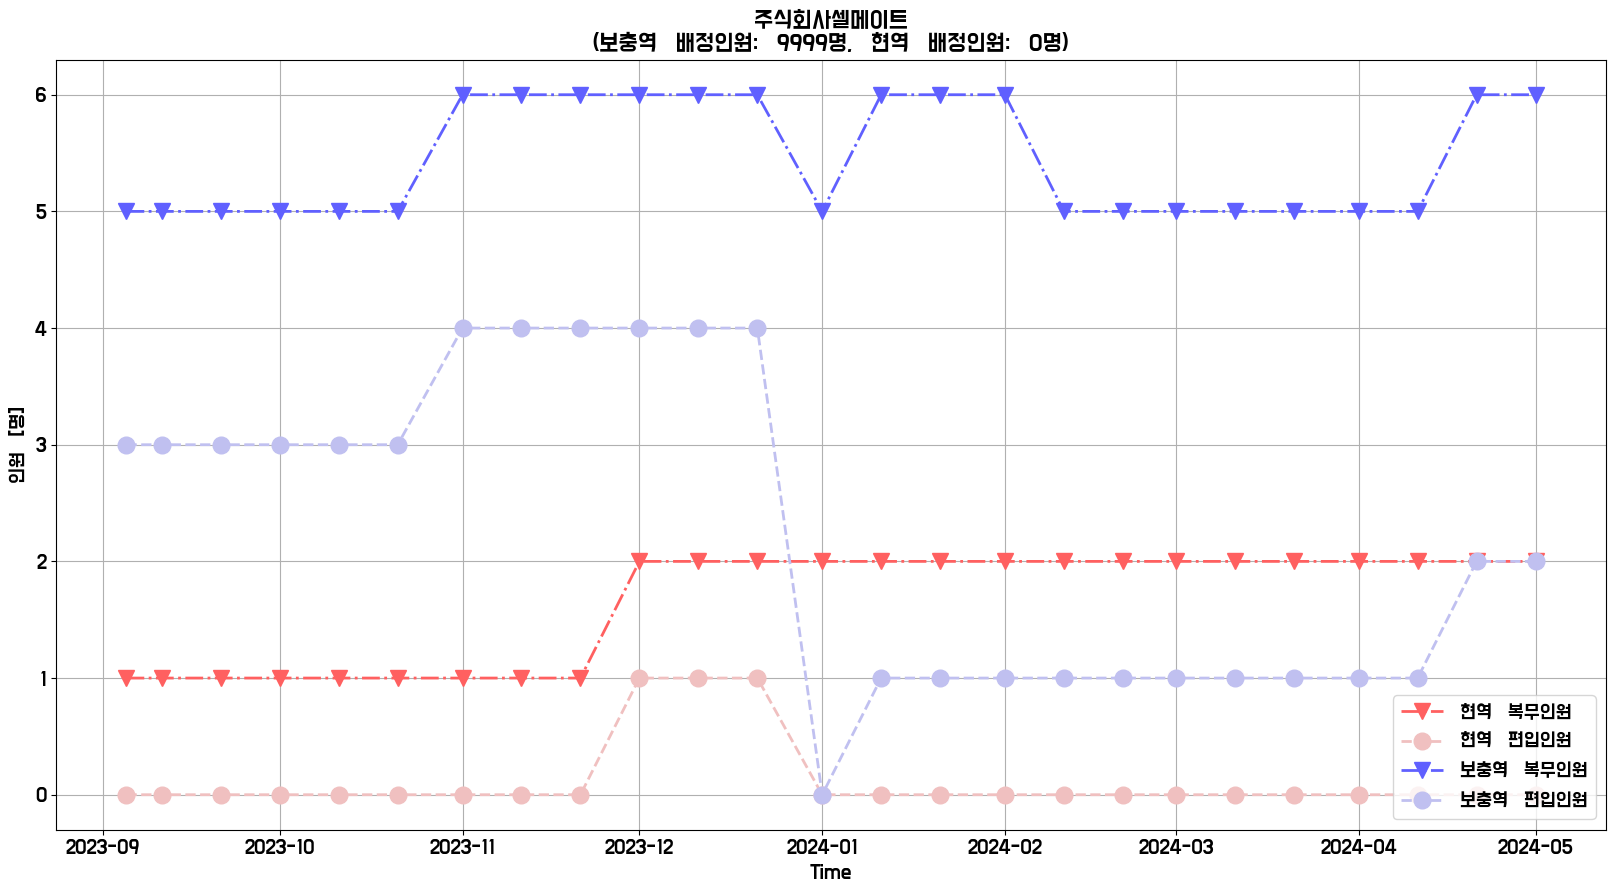 주식회사셀메이트
(보충역 배정인원: 9999명, 현역 배정인원: 0명)
6
5
4
3
2
1
0
인원 [명]
2023-09 2023-10 2023-11 2023-12 2024-01 2024-02 2024-03 2024-04 2024-05
Time
현역 복무인원
현역 편입인원
보충역 복무인원
보충역 편입인원